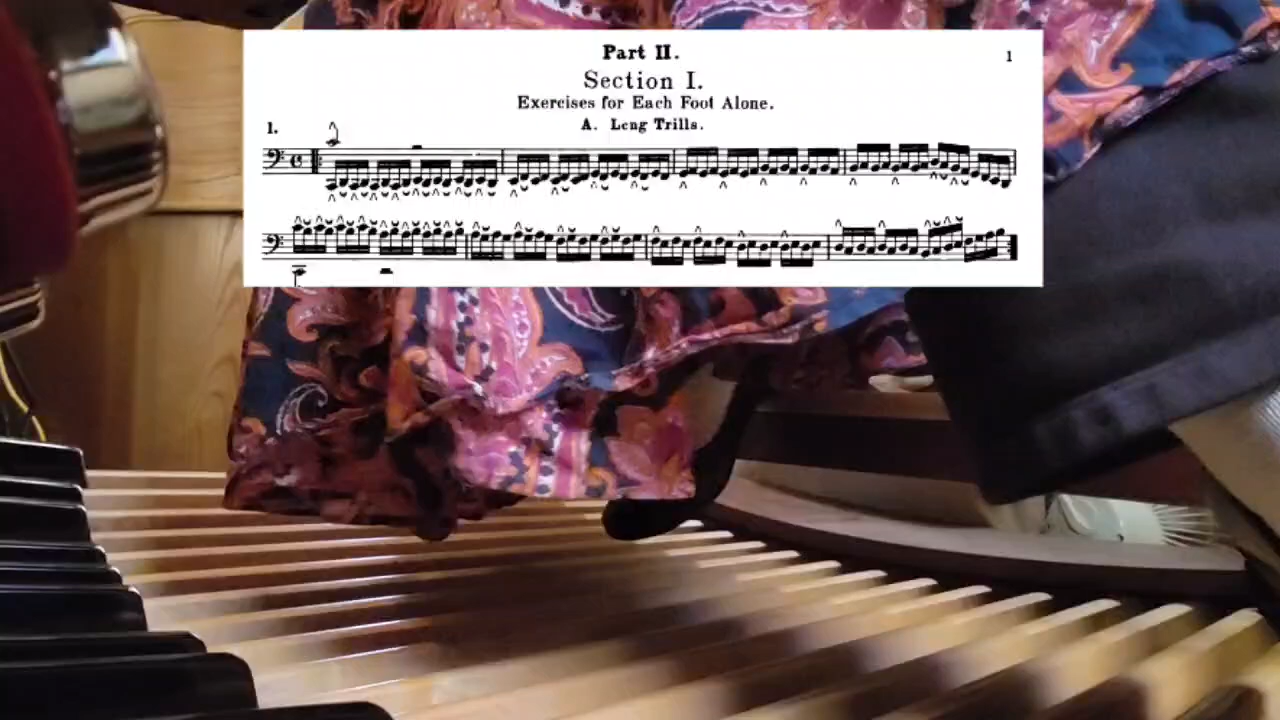 Part II.
1
Section I.
Exercises for Each Foot Alone.
A. Long Trills.
1.